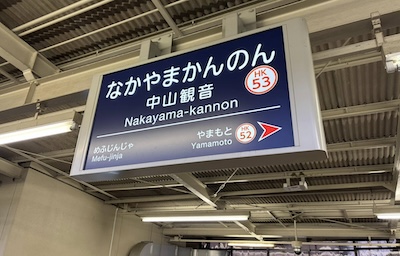 なかやまかんのん
HK
53
中山観音
Nakayama-kannon
めふじんじゃ
Mefu-jinja
やまもと
Yamamoto
HK
52